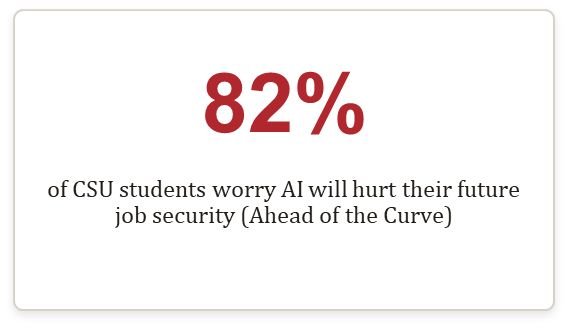 82%
of CSU students worry AI will hurt their future
job security (Ahead of the Curve)